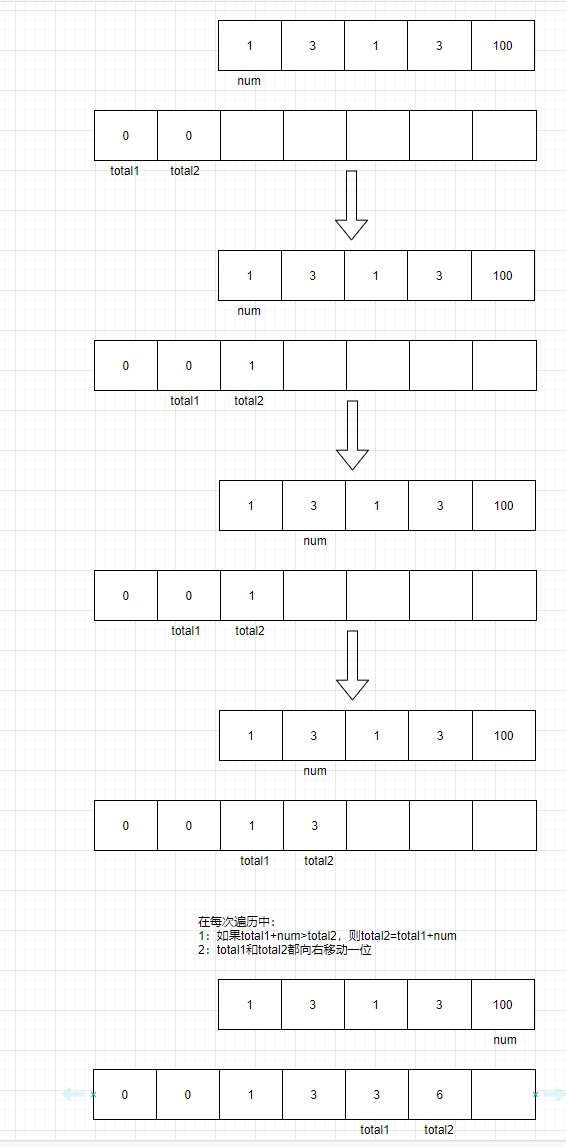 1 3 1 3 100
num
0 0
total1 total2
1 3 1 3 100
num
0 0 1
total1 total2
1 3 1 3 100
num
0 0 1
total1 total2
1 3 1 3 100
num
0 0 1 3
total1 total2
在每次遍历中：
1：如果total1+num>total2，则total2=total1+num
2：total1和total2都向右移动一位
1 3 1 3 100
num
0 0 1 3 3 6
total1 total2